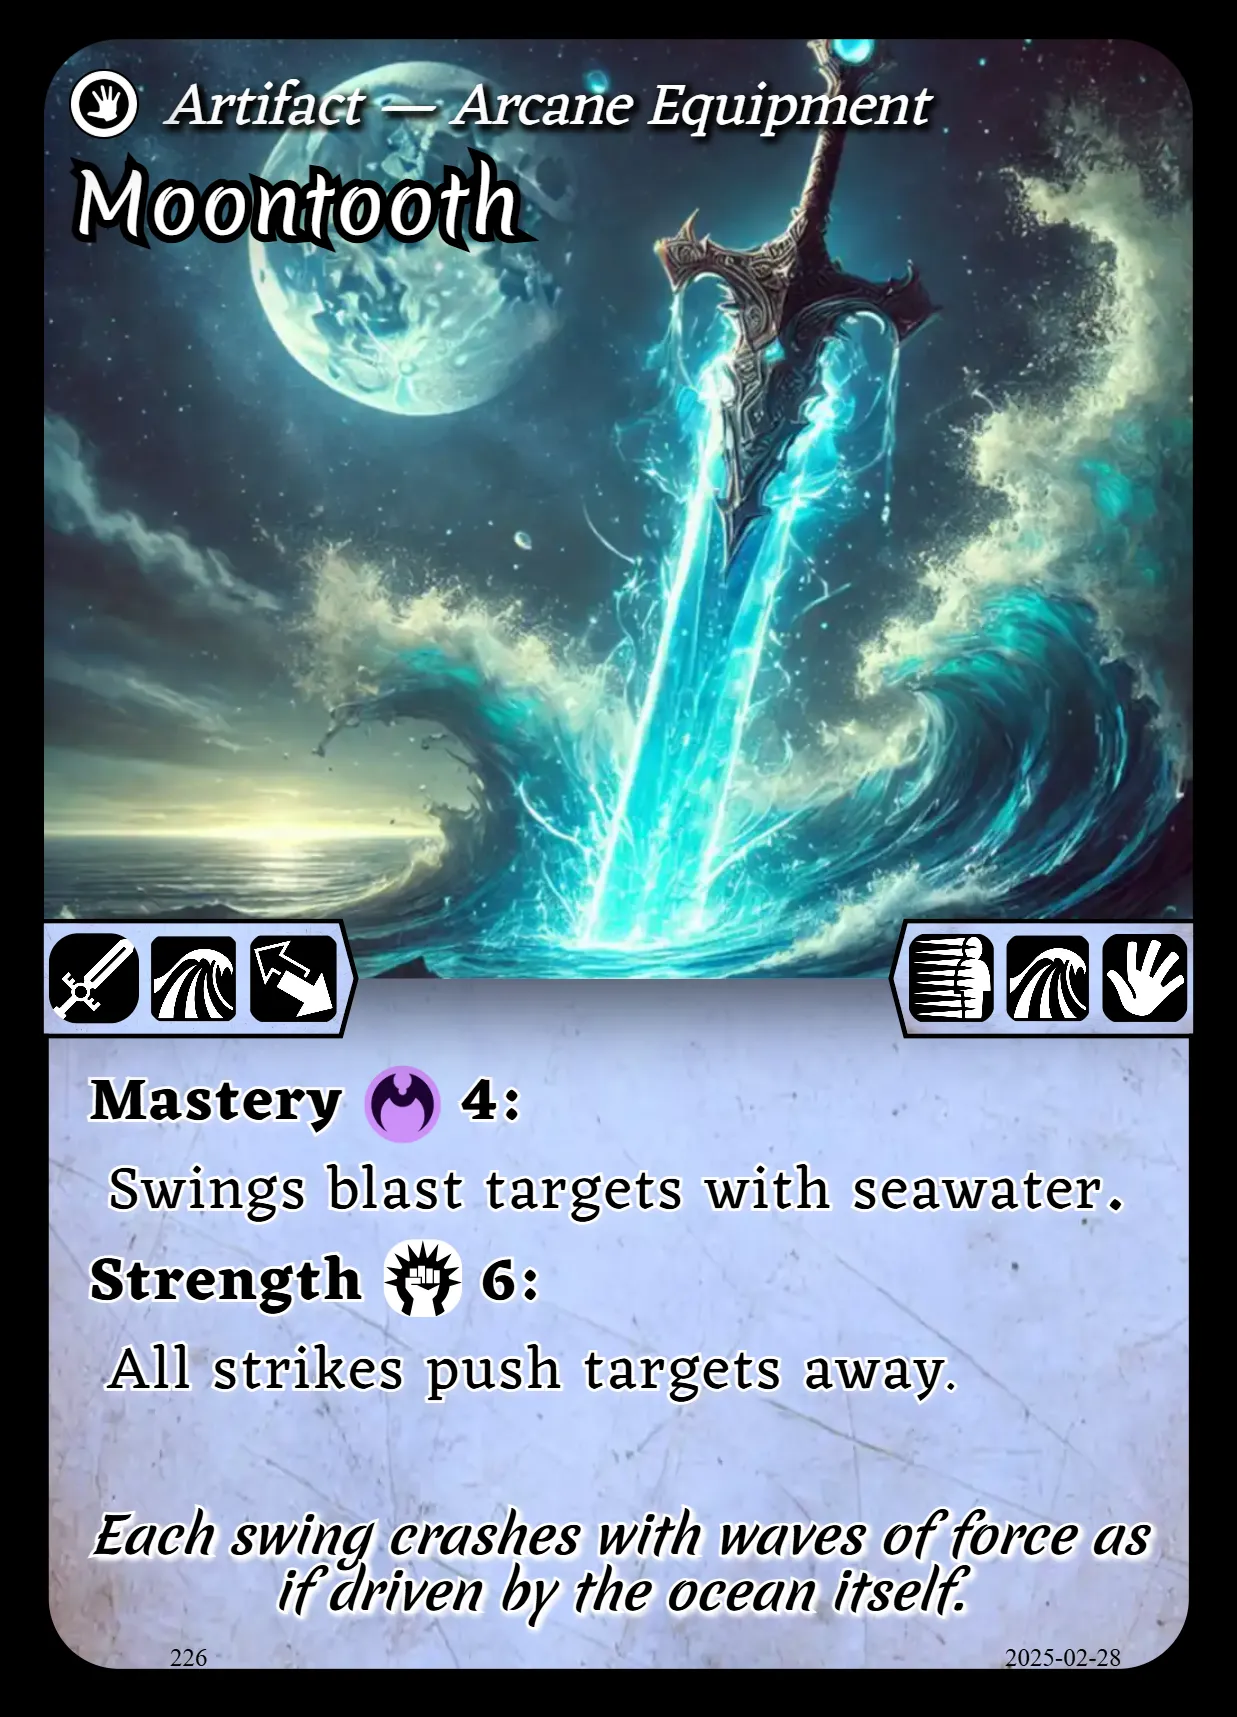 Artifact — Arcane Equipment
Moontooth
Mastery 4:
Swings blast targets with seawater.
Strength 6:
All strikes push targets away.
Each swing crashes with waves of force as
if driven by the ocean itself.
226 2025-02-28